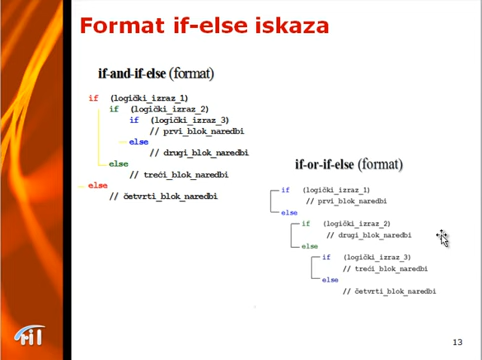 Format if-else iskaza
if-and-if-else (format)
if (logički_izraz_1)
if (logički_izraz_2)
if (logički_izraz_3)
// prvi_blok_naredbi
else
// drugi_blok_naredbi
else
// treći_blok_naredbi
else
// četvrti_blok_naredbi
if-or-if-else (format)
if (logički_izraz_1)
// prvi_blok_naredbi
else
if (logički_izraz_2)
// drugi_blok_naredbi
else
if (logički_izraz_3)
// treći_blok_naredbi
else
// četvrti_blok_naredbi
13